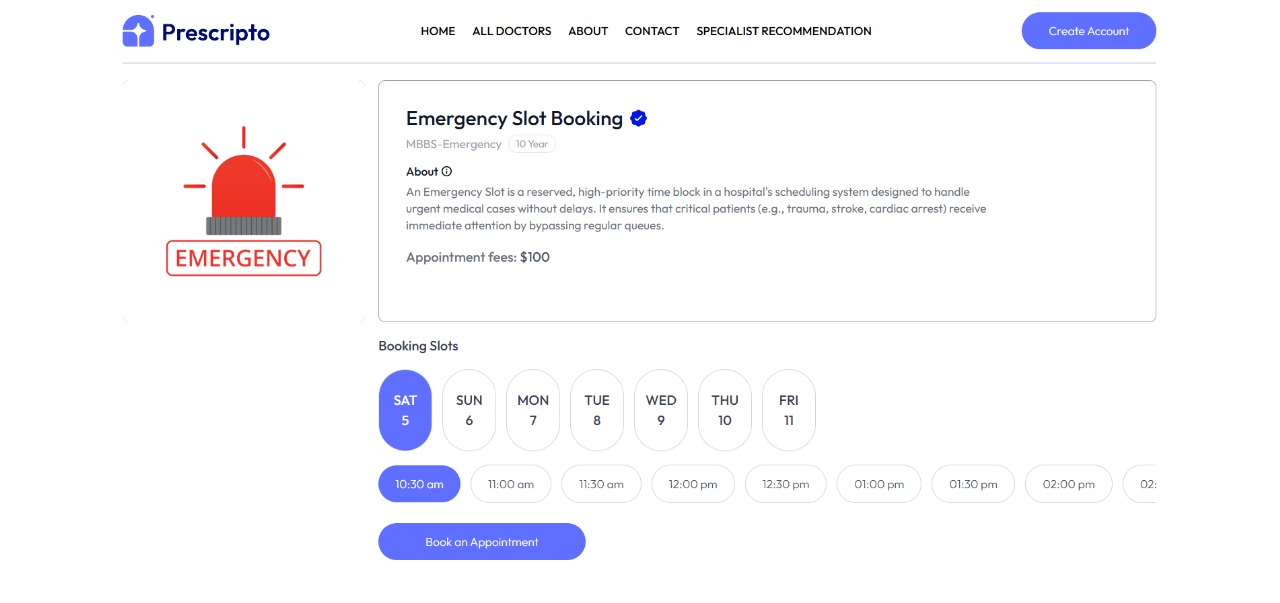 Prescripto
HOME ALL DOCTORS ABOUT CONTACT SPECIALIST RECOMMENDATION
Create Account
EMERGENCY
Emergency Slot Booking
MBBS-Emergency 10 Year
About
An Emergency Slot is a reserved, high-priority time block in a hospital's scheduling system designed to handle
urgent medical cases without delays. It ensures that critical patients (e.g., trauma, stroke, cardiac arrest) receive
immediate attention by bypassing regular queues.
Appointment fees: $100
Booking Slots
SAT SUN MON TUE WED THU FRI
5 6 7 8 9 10 11
10:30 am 11:00 am 11:30 am 12:00 pm 12:30 pm 01:00 pm 01:30 pm 02:00 pm 02:
Book an Appointment